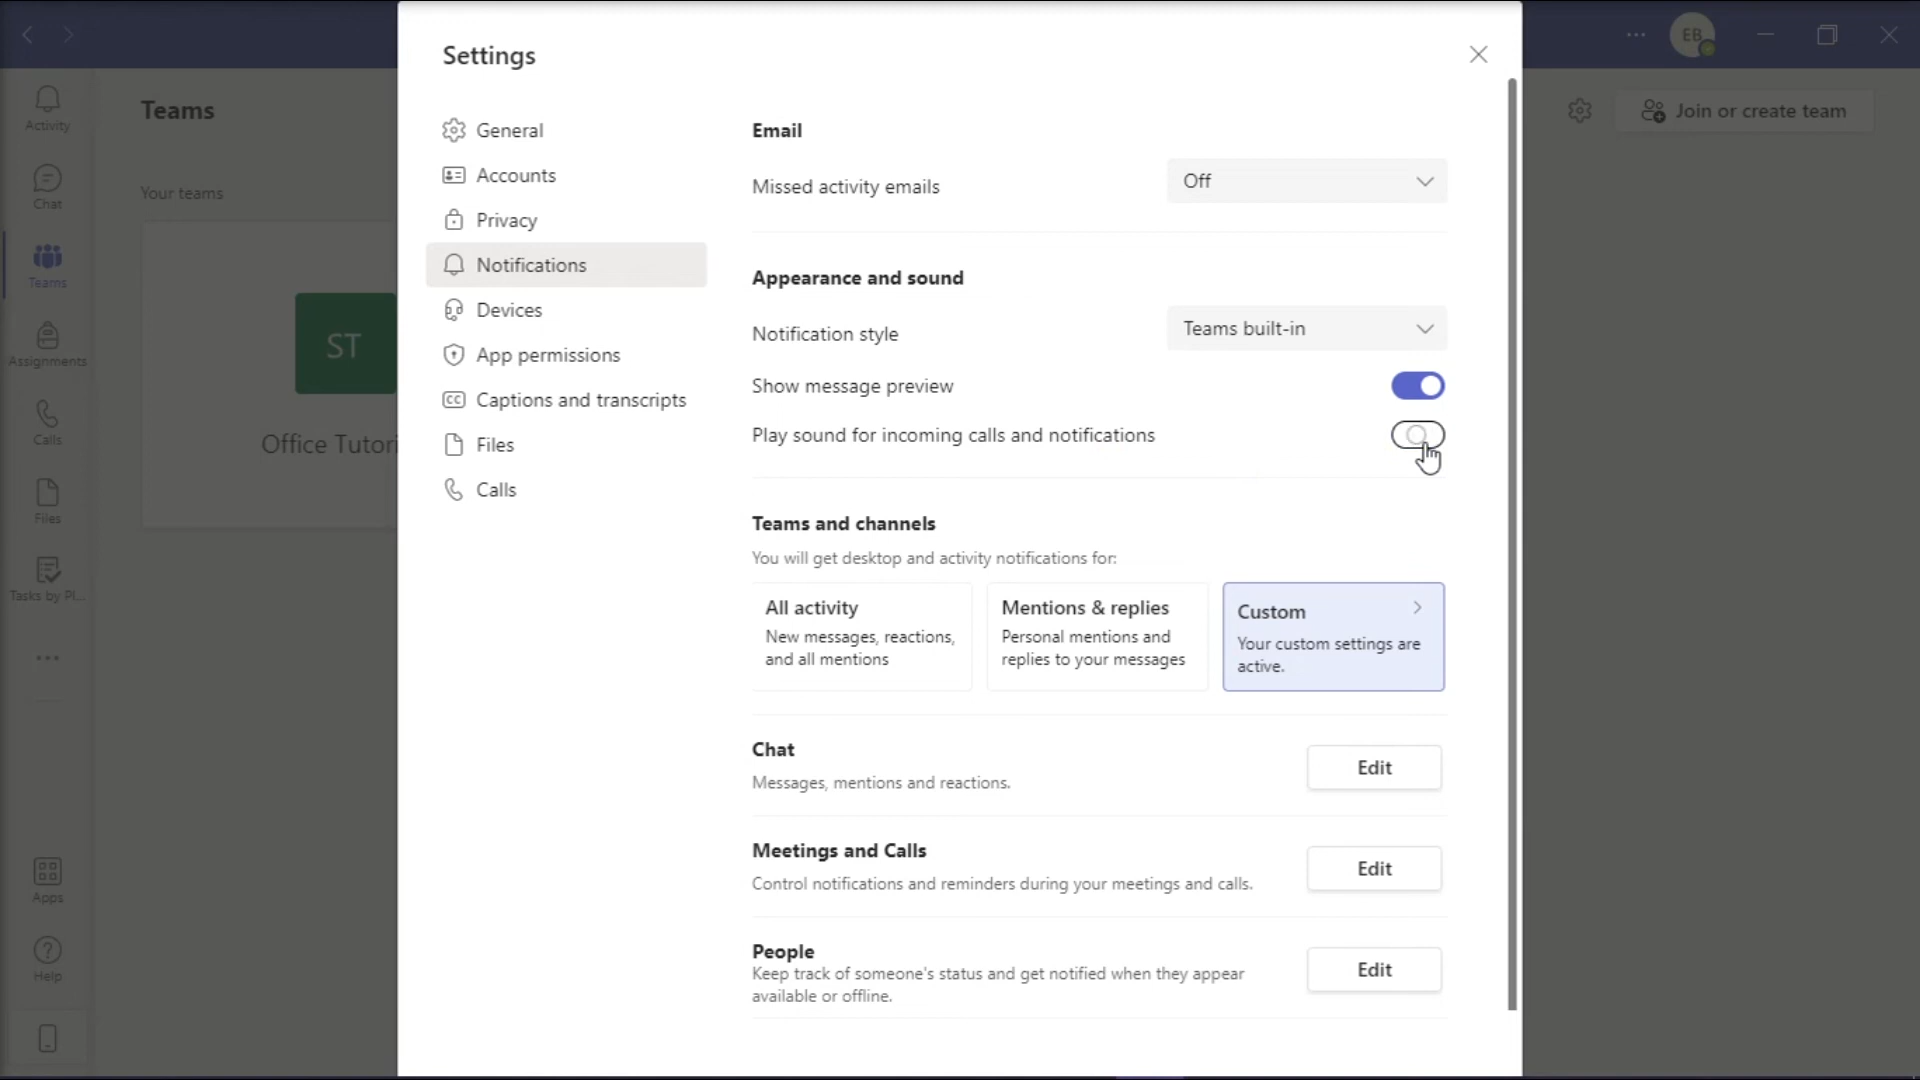 EB
Settings
Activity
Chat
Teams
Assignments
Calls
Files
Tasks by Pl...
Apps
Help
Teams
Your teams
ST
Office Tutori
Join or create team
General
Accounts
Privacy
Notifications
Devices
App permissions
CC Captions and transcripts
Files
Calls
Email
Missed activity emails
Off
Appearance and sound
Notification style
Teams built-in
Show message preview
Play sound for incoming calls and notifications
Teams and channels
You will get desktop and activity notifications for:
All activity
New messages, reactions,
and all mentions
Mentions & replies
Personal mentions and
replies to your messages
Custom
Your custom settings are
active.
Chat
Messages, mentions and reactions.
Edit
Meetings and Calls
Control notifications and reminders during your meetings and calls.
Edit
People
Keep track of someone's status and get notified when they appear
available or offline.
Edit